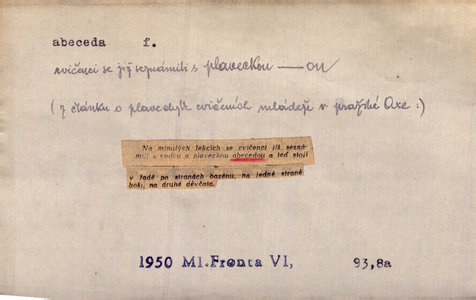 abeceda f.
cvičenci se již seznámili s plaveckou —ou
(z článku o plaveckých cvičeních mládeže v pražské Axe:)
Na minulých lekcích se cvičenci již sezná-
mili s vodou a plaveckou abecedou a teď stojí
v řadě po stranách bazénu, na jedné straně
hoši, na druhé děvčata.
1950 Ml.Fronta VI, 93,8a